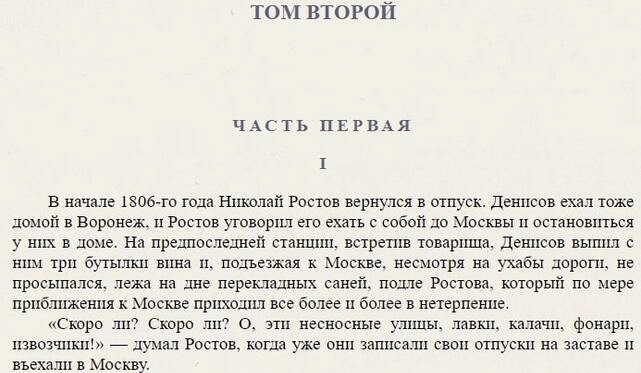 ТОМ ВТОРОЙ
ЧАСТЬ ПЕРВАЯ
I
В начале 1806-го года Николай Ростов вернулся в отпуск. Денисов ехал тоже
домой в Воронеж, и Ростов уговорил его ехать с собой до Москвы и остановиться
у них в доме. На предпоследней станции, встретив товарища, Денисов выпил с
ним три бутылки вина и, подъезжая к Москве, несмотря на ухабы дороги, не
просыпался, лежа на дне перекладных саней, подле Ростова, который по мере
приближения к Москве приходил все более и более в нетерпение.
«Скоро ли? Скоро ли? О, эти несносные улицы, лавки, калачи, фонари,
извозчики!» — думал Ростов, когда уже они записали свои отпуски на заставе и
въехали в Москву.